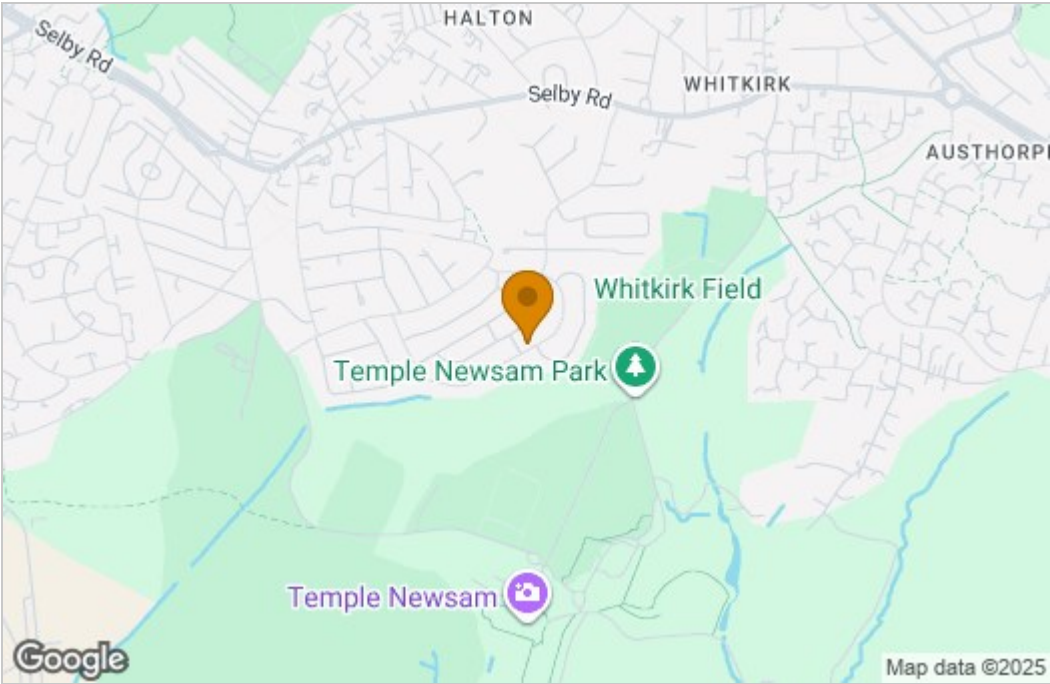 HALTON
Selby Rd
Selby Rd
WHITKIRK
AUSTHORP
Whitkirk Field
Temple Newsam Park
Temple Newsam
Google
Map data ©2025